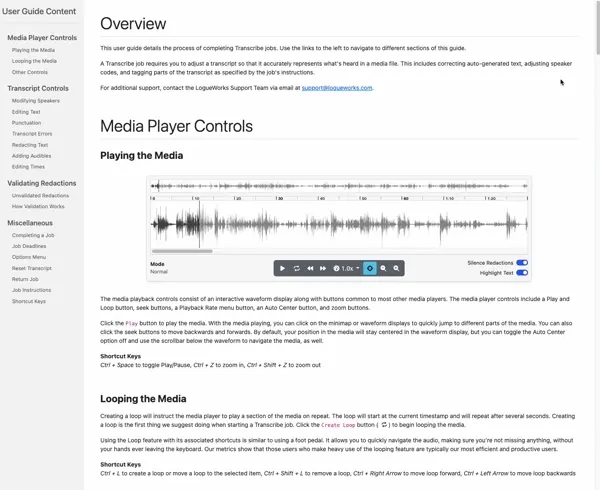 User Guide Content
Media Player Controls
Playing the Media
Looping the Media
Other Controls
Transcript Controls
Modifying Speakers
Editing Text
Punctuation
Transcript Errors
Redacting Text
Adding Audibles
Editing Times
Validating Redactions
Unvalidated Redactions
How Validation Works
Miscellaneous
Completing a Job
Job Deadlines
Options Menu
Reset Transcript
Return Job
Job Instructions
Shortcut Keys
Overview
This user guide details the process of completing Transcribe jobs. Use the links to the left to navigate to different sections of this guide.
A Transcribe job requires you to adjust a transcript so that it accurately represents what's heard in a media file. This includes correcting auto-generated text, adjusting speaker
codes, and tagging parts of the transcript as specified by the job's instructions.
For additional support, contact the LogueWorks Support Team via email at support@logueworks.com.
Media Player Controls
Playing the Media
10 20 30 40 50 1:00 1:10 1:20
Mode
Normal
1.0x
Silence Redactions
Highlight Text
The media playback controls consist of an interactive waveform display along with buttons common to most other media players. The media player controls include a Play and
Loop button, seek buttons, a Playback Rate menu button, an Auto Center button, and zoom buttons.
Click the Play button to play the media. With the media playing, you can click on the minimap or waveform displays to quickly jump to different parts of the media. You can also
click the seek buttons to move backwards and forwards. By default, your position in the media will stay centered in the waveform display, but you can toggle the Auto Center
option off and use the scrollbar below the waveform to navigate the media, as well.
Shortcut Keys
Ctrl + Space to toggle Play/Pause, Ctrl + Z to zoom in, Ctrl + Shift + Z to zoom out
Looping the Media
Creating a loop will instruct the media player to play a section of the media on repeat. The loop will start at the current timestamp and will repeat after several seconds. Creating
a loop is the first thing we suggest doing when starting a Transcribe job. Click the Create Loop button ( ) to begin looping the media.
Using the Loop feature with its associated shortcuts is similar to using a foot pedal. It allows you to quickly navigate the audio, making sure you're not missing anything, without
your hands ever leaving the keyboard. Our metrics show that those users who make heavy use of the looping feature are typically our most efficient and productive users.
Shortcut Keys
Ctrl + L to create a loop or move a loop to the selected item, Ctrl + Shift + L to remove a loop, Ctrl + Right Arrow to move loop forward, Ctrl + Left Arrow to move loop backwards